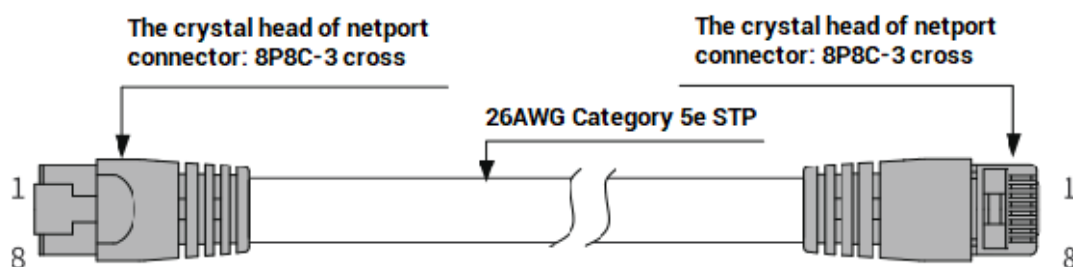 The crystal head of netport
connector: 8P8C-3 cross
The crystal head of netport
connector: 8P8C-3 cross
26AWG Category 5e STP
1
1
8
8